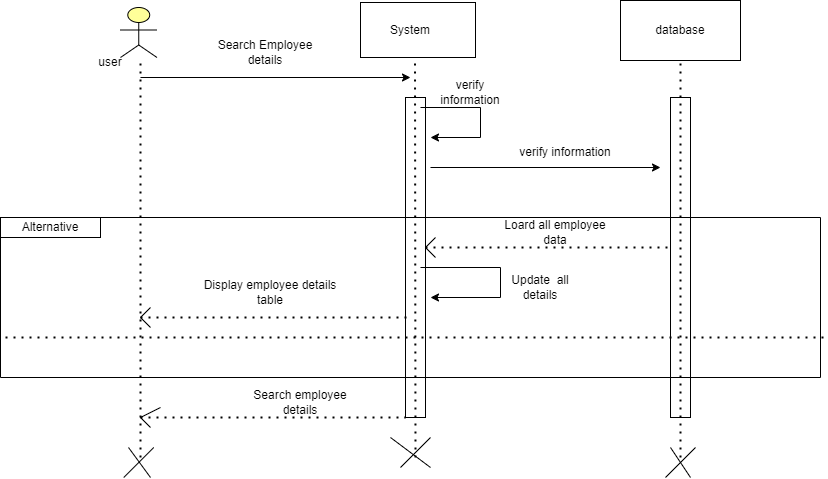 System
database
user
Search Employee
details
verify
information
verify information
Alternative
Loard all employee
data
Update  all
details
Display employee details
table
Search employee
details